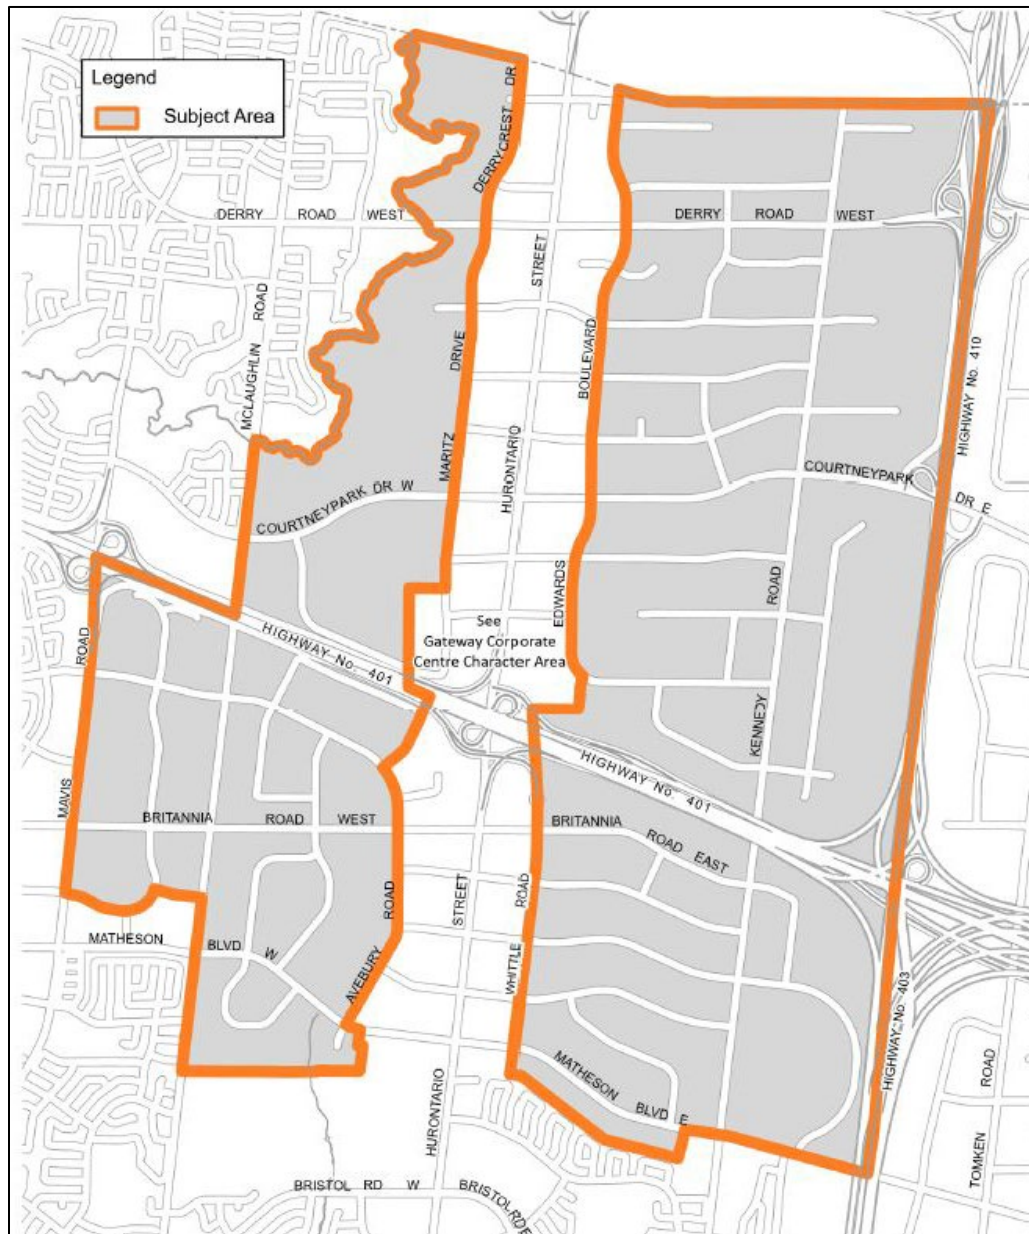 Legend
Subject Area
DERRYCREST DR
DERRY ROAD WEST
DERRY ROAD WEST
STREET
MCLAUGHLIN ROAD
MARITZ DRIVE
BOULEVARD
HIGHWAY No. 410
HURONTARIO
COURTNEYPARK DR W
COURTNEYPARK DR E
EDWARDS
ROAD
See
Gateway Corporate
Centre Character Area
HIGHWAY No. 401
ROAD
KENNEDY
HIGHWAY No. 401
MAVIS
BRITANNIA ROAD WEST
BRITANNIA ROAD EAST
ROAD
STREET
ROAD
MATHESON BLVD W
AVEBURY
WHITTLE
HIGHWAY No. 403
MATHESON BLVD E
HURONTARIO
ROAD
TOMKEN
BRISTOL RD W BRISTOL RD E